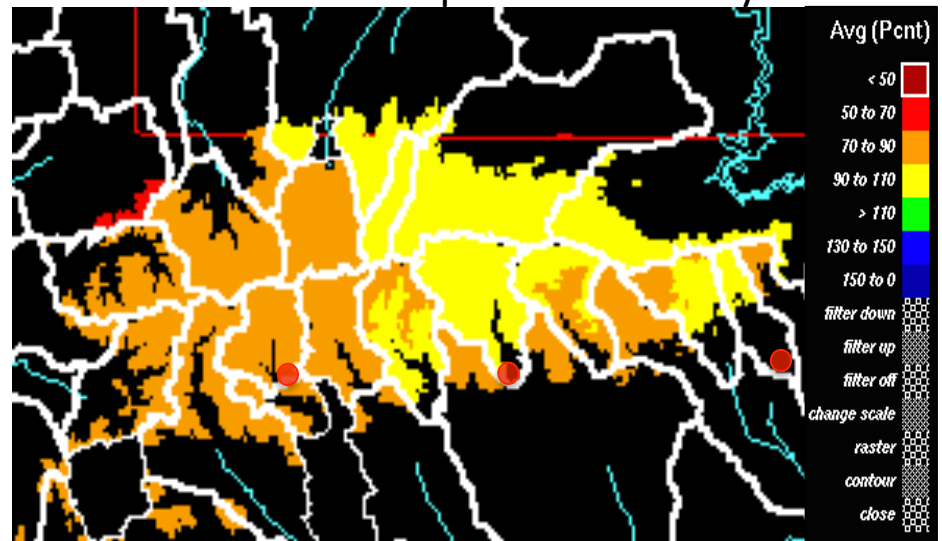 Avg (Pcnt)
< 50
50 to 70
70 to 90
90 to 110
> 110
130 to 150
150 to 0
filter down
filter up
filter off
change scale
raster
contour
close